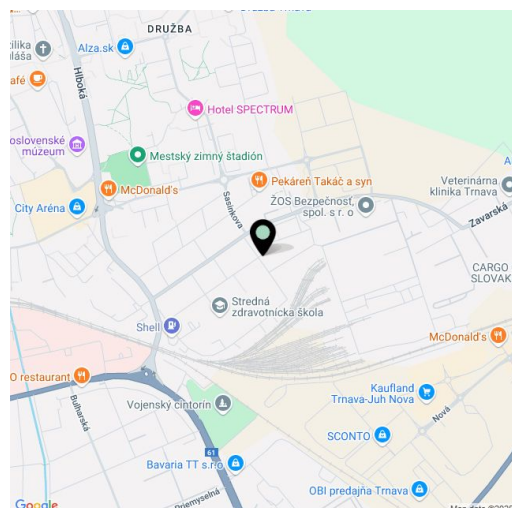 DRUŽBA
Alza.sk
Hlboká
Hotel SPECTRUM
Mestský zimný štadión
McDonald's
City Aréna
Pekáreň Takáč a syn
Sasinkova
ŽOS Bezpečnosť,
spol. s r. o
Veterinárna
klinika Trnava
Zavarská
CARGO
SLOVAK
Stredná
zdravotnícka škola
Shell
McDonald's
O restaurant
Bulharská
Vojenský cintorín
Kaufland
Trnava-Juh Nova
Nová
SCONTO
61
Bavaria TT s.r.o
OBI predajňa Trnava
Priemyselná
Google
múzeum